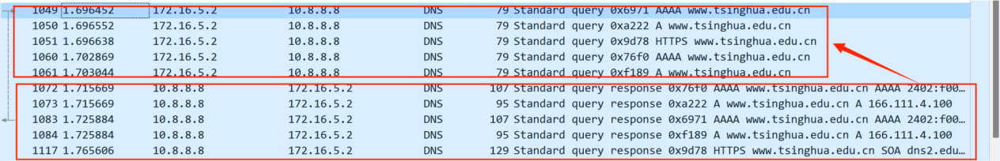 1049 1.696452 172.16.5.2 10.8.8.8 DNS 79 Standard query 0x6971 AAAA www.tsinghua.edu.cn
1050 1.696552 172.16.5.2 10.8.8.8 DNS 79 Standard query 0xa222 A www.tsinghua.edu.cn
1051 1.696638 172.16.5.2 10.8.8.8 DNS 79 Standard query 0x9d78 HTTPS www.tsinghua.edu.cn
1060 1.702869 172.16.5.2 10.8.8.8 DNS 79 Standard query 0x76f0 AAAA www.tsinghua.edu.cn
1061 1.703044 172.16.5.2 10.8.8.8 DNS 79 Standard query 0xf189 A www.tsinghua.edu.cn
1072 1.715669 10.8.8.8 172.16.5.2 DNS 107 Standard query response 0x76f0 AAAA www.tsinghua.edu.cn AAAA 2402:f00…
1073 1.715669 10.8.8.8 172.16.5.2 DNS 95 Standard query response 0xa222 A www.tsinghua.edu.cn A 166.111.4.100
1083 1.725884 10.8.8.8 172.16.5.2 DNS 107 Standard query response 0x6971 AAAA www.tsinghua.edu.cn AAAA 2402:f00…
1084 1.725884 10.8.8.8 172.16.5.2 DNS 95 Standard query response 0xf189 A www.tsinghua.edu.cn A 166.111.4.100
1117 1.765606 10.8.8.8 172.16.5.2 DNS 129 Standard query response 0x9d78 HTTPS www.tsinghua.edu.cn SOA dns2.edu…